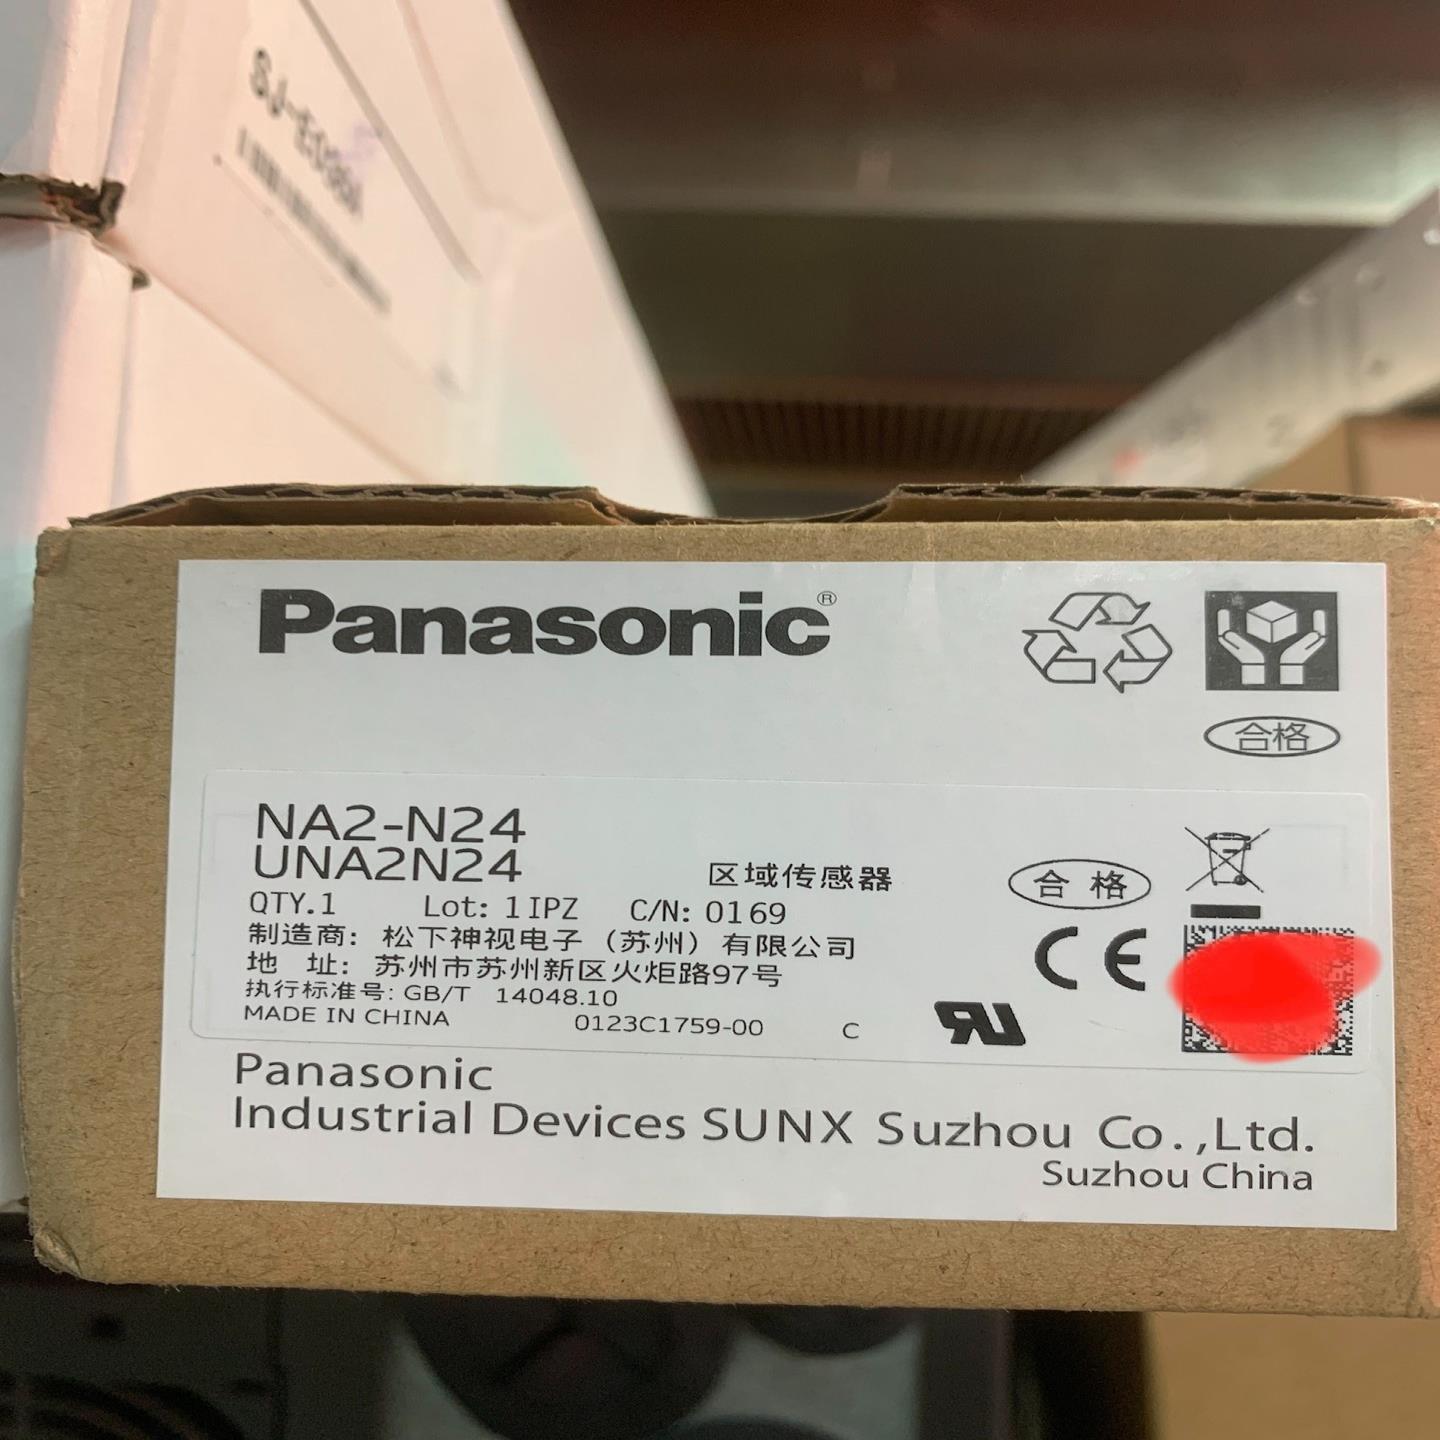 Panasonic®
合格
NA2-N24
UNA2N24
区域传感器
合格
QTY.1 Lot: 1IPZ C/N: 0169
制造商: 松下神视电子（苏州）有限公司
地 址: 苏州市苏州新区火炬路97号
执行标准号: GB/T 14048.10
MADE IN CHINA 0123C1759-00 C
CE
Panasonic
Industrial Devices SUNX Suzhou Co.,Ltd.
Suzhou China